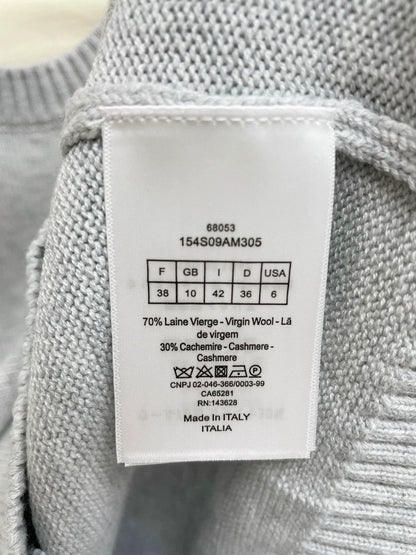 68053
154S09AM305
F GB I D USA
38 10 42 36 6
70% Laine Vierge - Virgin Wool - Lã
de virgem
30% Cachemire - Cashmere -
Cashmere
CNPJ 02-046-366/0003-99
CA65281
RN:143628
Made In ITALY
ITALIA